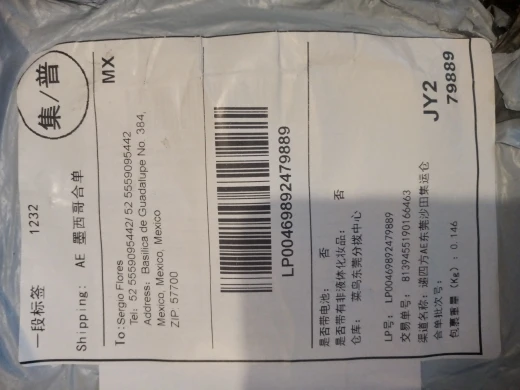 一段标签 1232
集/普
Shipping: AE 墨西哥合单
MX
To:Sergio Flores
Tel: 52 5559095442/ 52 5559095442
Address: Basilica de Guadalupe No. 384,
Mexico, Mexico, Mexico
ZIP: 57700
LP00469892479889
是否带电池: 否
是否带有非液体化妆品: 否
仓库: 菜鸟东莞分拨中心
LP号: LP00469892479889
交易单号: 8139455190166463
渠道名称: 递四方AE东莞沙田集运仓
合单批次号:
包裹重量 (Kg): 0.146
JY2
79889